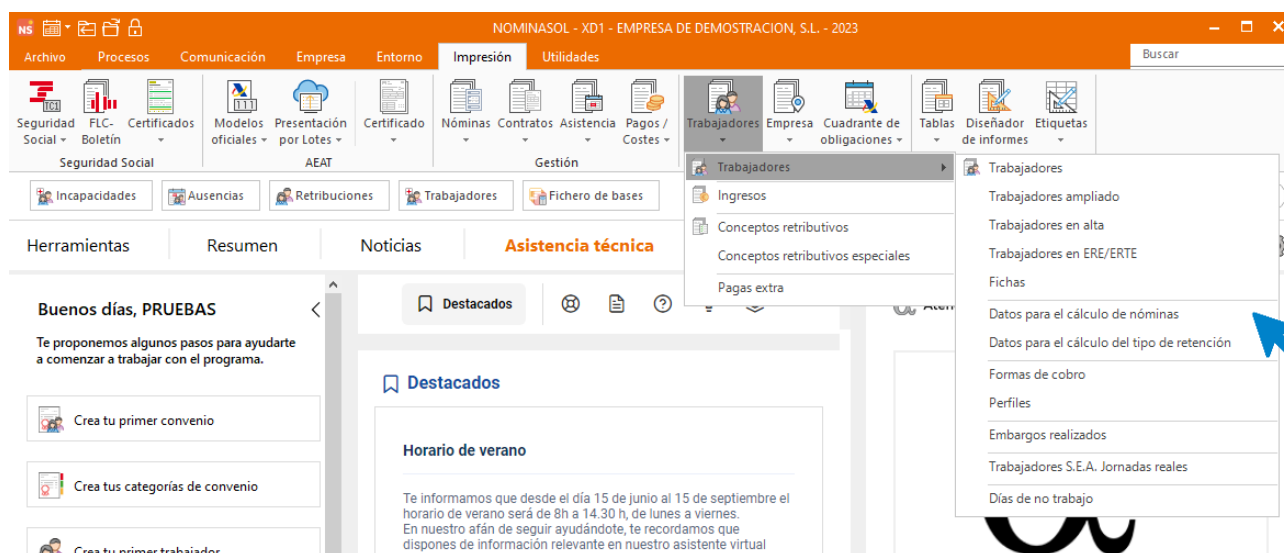 NS
NOMINASOL - XD1 - EMPRESA DE DEMOSTRACION, S.L. - 2023
Archivo Procesos Comunicación Empresa Entorno Impresión Utilidades
Buscar
TC1
111
Seguridad FLC- Certificados Modelos Presentación Certificado Nóminas Contratos Asistencia Pagos / Trabajadores Empresa Cuadrante de Tablas Diseñador Etiquetas
Social Boletín oficiales por Lotes Costes obligaciones de informes
Seguridad Social AEAT Gestión
Trabajadores
Ingresos
Conceptos retributivos
Conceptos retributivos especiales
Pagas extra
Trabajadores
Trabajadores ampliado
Trabajadores en alta
Trabajadores en ERE/ERTE
Fichas
Datos para el cálculo de nóminas
Datos para el cálculo del tipo de retención
Formas de cobro
Perfiles
Embargos realizados
Trabajadores S.E.A. Jornadas reales
Días de no trabajo
Incapacidades Ausencias Retribuciones Trabajadores Fichero de bases
Herramientas Resumen Noticias Asistencia técnica
Buenos días, PRUEBAS
Te proponemos algunos pasos para ayudarte
a comenzar a trabajar con el programa.
Crea tu primer convenio
Crea tus categorías de convenio
Crea tu primer trabajador
Destacados
Destacados
Horario de verano
Te informamos que desde el día 15 de junio al 15 de septiembre el
horario de verano será de 8h a 14.30 h, de lunes a viernes.
En nuestro afán de seguir ayudándote, te recordamos que
dispones de información relevante en nuestro asistente virtual